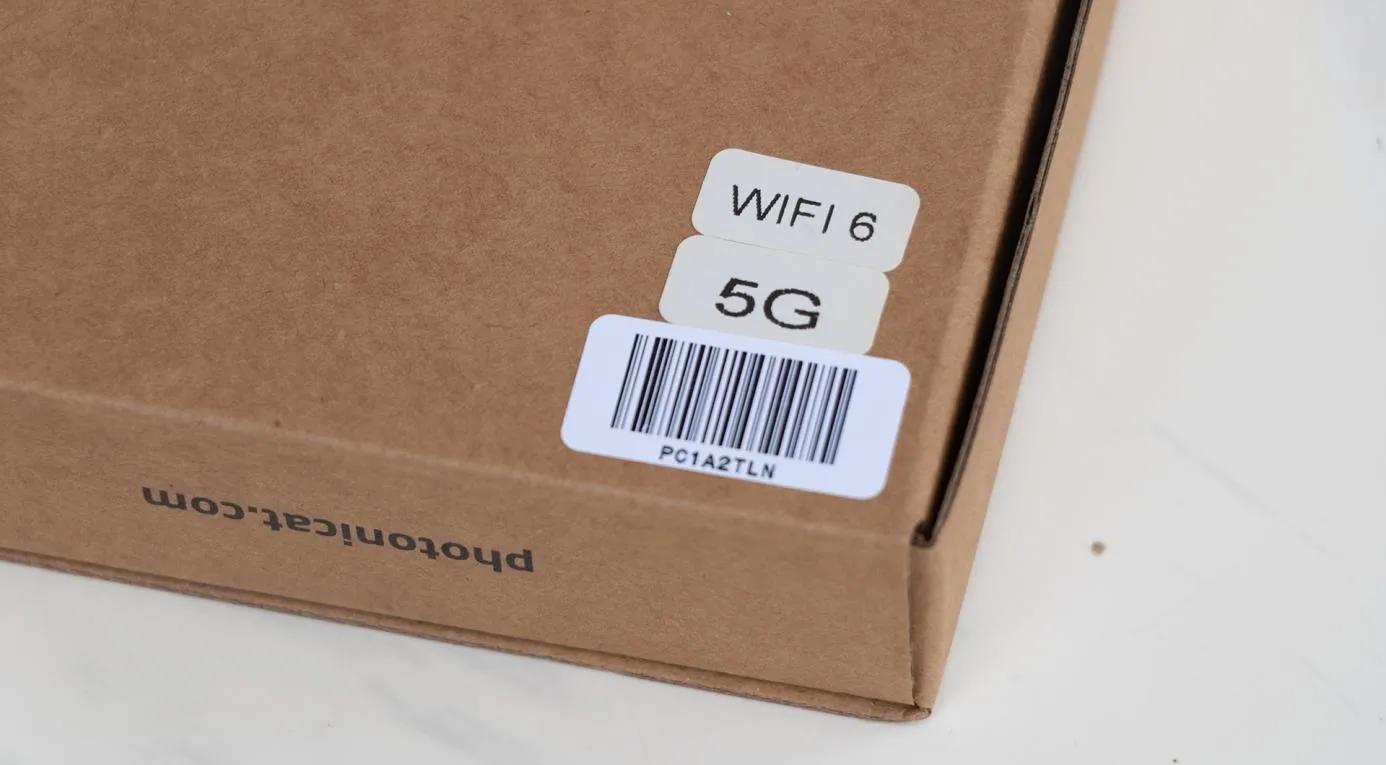 WIFI 6
5G
PC1A2TLN
photonicat.com